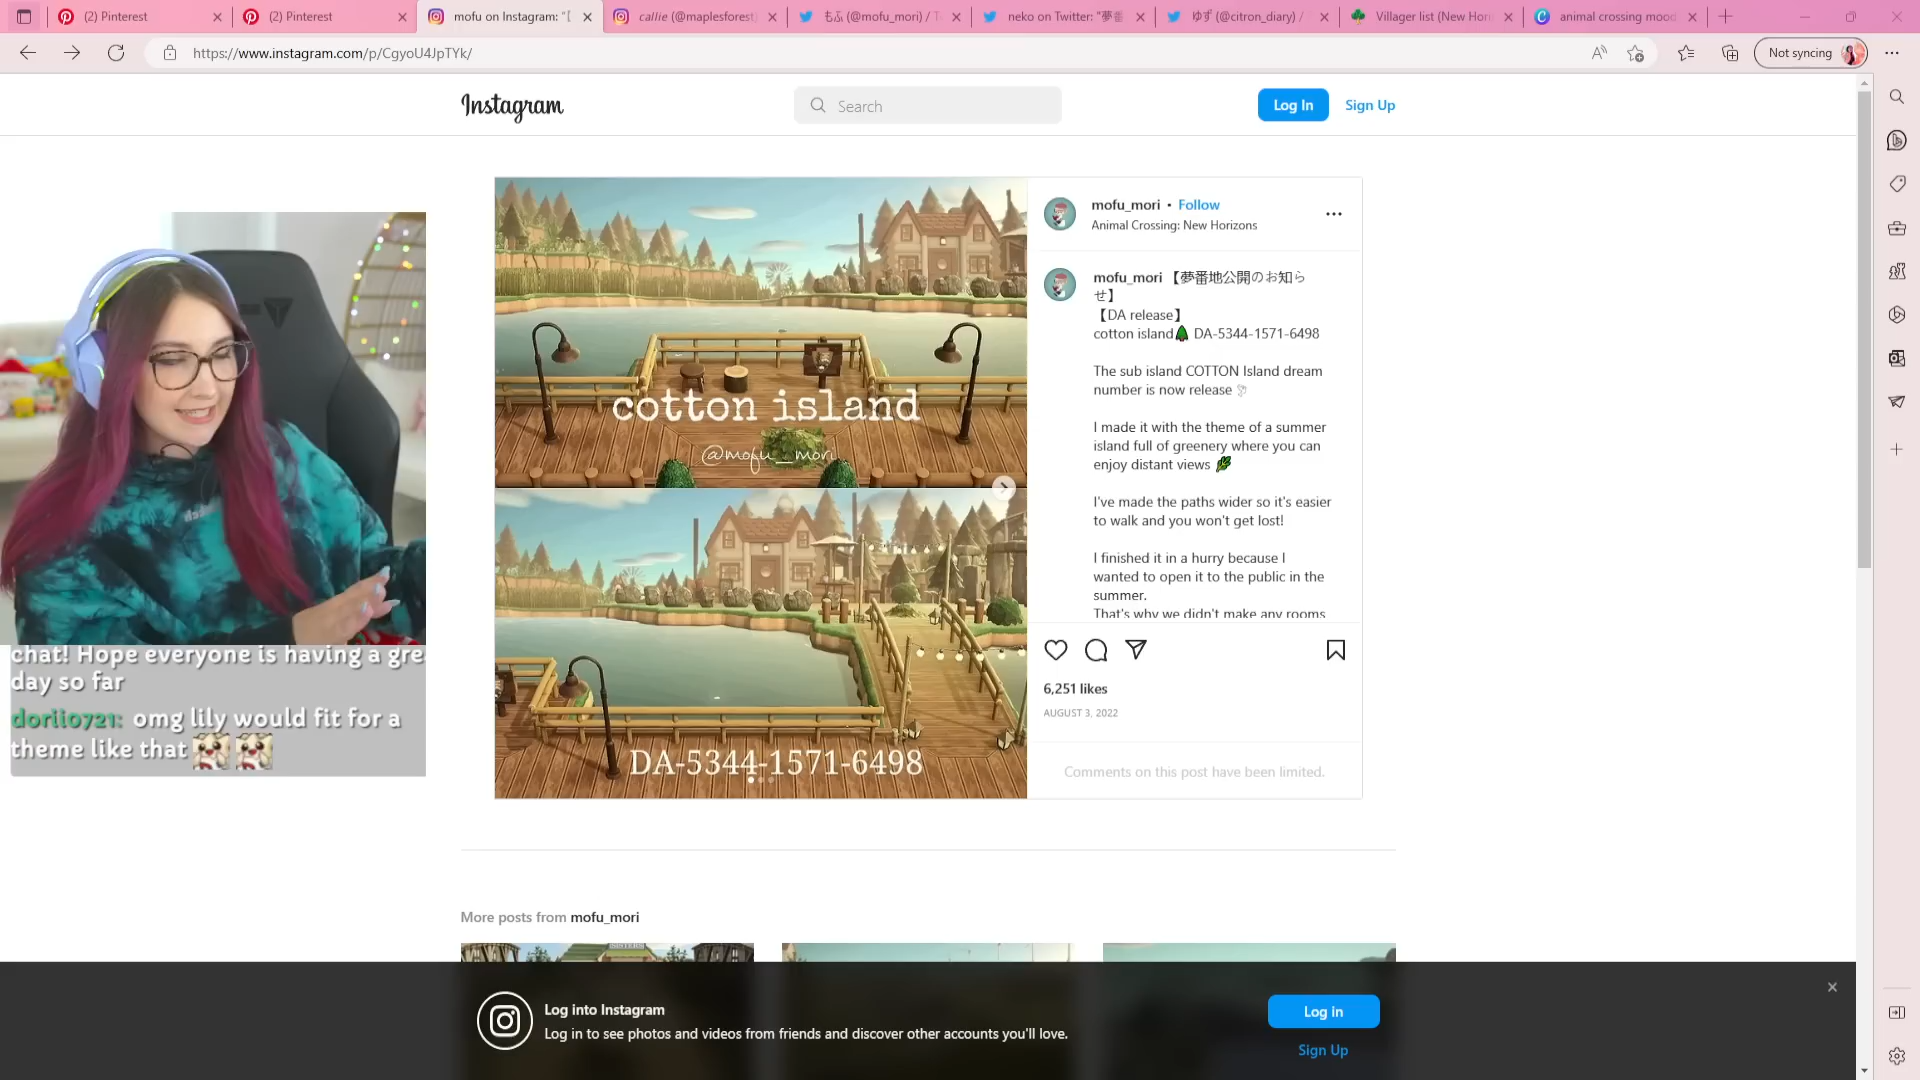 (2) Pinterest
(2) Pinterest
mofu on Instagram: "【
callie (@maplesforest)
もふ (@mofu_mori) / T
neko on Twitter: "夢番
ゆず (@citron_diary) /
Villager list (New Hori
animal crossing mood
https://www.instagram.com/p/CgyoU4JpTYk/
Not syncing
Instagram
Search
Log In
Sign Up
mofu_mori • Follow
Animal Crossing: New Horizons
mofu_mori 【夢番地公開のお知ら
せ】
【DA release】
cotton island🌲 DA-5344-1571-6498
The sub island COTTON Island dream
number is now release 🕊
I made it with the theme of a summer
island full of greenery where you can
enjoy distant views 🌿
I've made the paths wider so it's easier
to walk and you won't get lost!
I finished it in a hurry because I
wanted to open it to the public in the
summer.
That's why we didn't make any rooms
cotton island
@mofu__mori
DA-5344-1571-6498
6,251 likes
AUGUST 3, 2022
Comments on this post have been limited.
chat! Hope everyone is having a gre
day so far
dorii0721: omg lily would fit for a
theme like that
More posts from mofu_mori
Log into Instagram
Log in to see photos and videos from friends and discover other accounts you'll love.
Log in
Sign Up